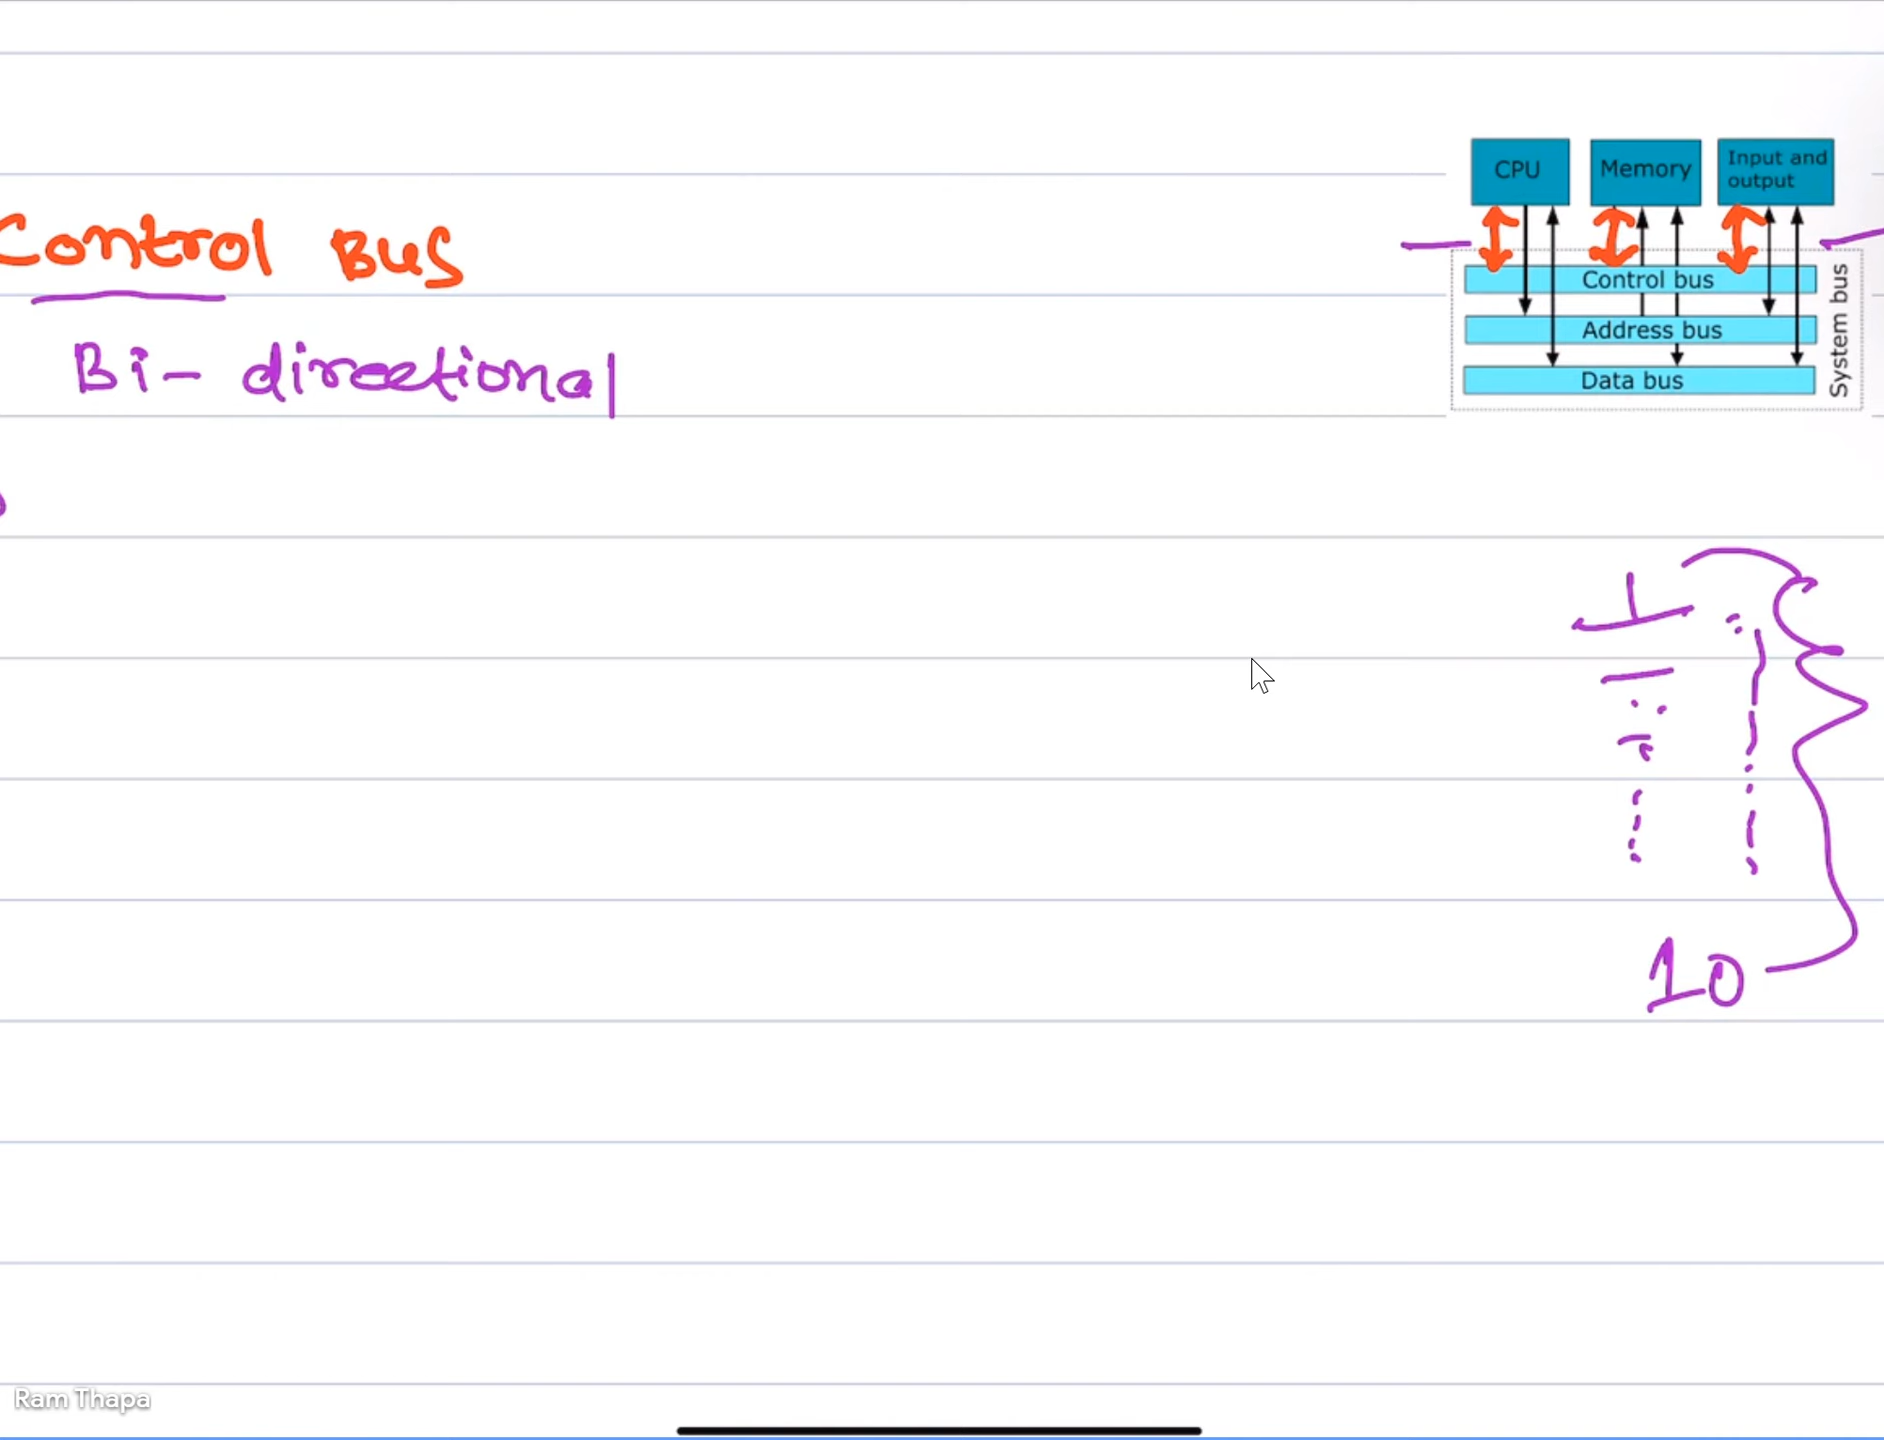 Control Bus
Bi-directional
CPU
Memory
Input and
output
Control bus
Address bus
Data bus
System bus
1
10
Ram Thapa